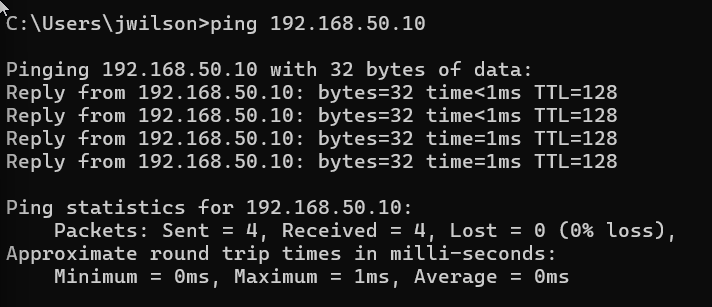 C:\Users\jwilson>ping 192.168.50.10
Pinging 192.168.50.10 with 32 bytes of data:
Reply from 192.168.50.10: bytes=32 time<1ms TTL=128
Reply from 192.168.50.10: bytes=32 time<1ms TTL=128
Reply from 192.168.50.10: bytes=32 time=1ms TTL=128
Reply from 192.168.50.10: bytes=32 time=1ms TTL=128
Ping statistics for 192.168.50.10:
    Packets: Sent = 4, Received = 4, Lost = 0 (0% loss),
Approximate round trip times in milli-seconds:
    Minimum = 0ms, Maximum = 1ms, Average = 0ms